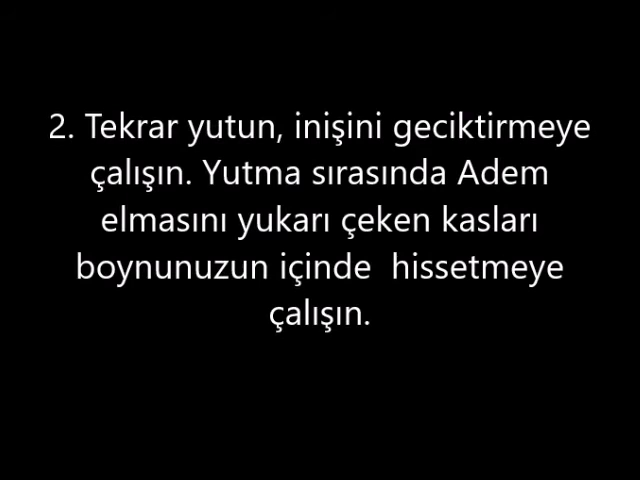 2. Tekrar yutun, inişini geciktirmeye
çalışın. Yutma sırasında Adem
elmasını yukarı çeken kasları
boynunuzun içinde  hissetmeye
çalışın.